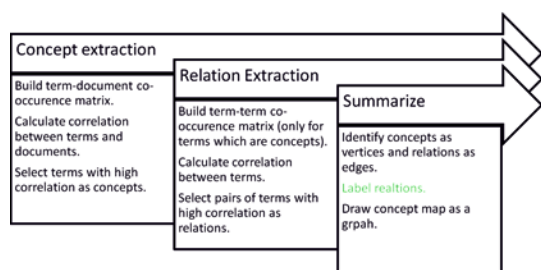 Concept extraction
Build term-document co-
occurence matrix.
Calculate correlation
between terms and
documents.
Select terms with high
correlation as concepts.
Relation Extraction
Build term-term co-
occurence matrix (only for
terms which are concepts).
Calculate correlation
between terms.
Select pairs of terms with
high correlation as
relations.
Summarize
Identify concepts as
vertices and relations as
edges.
Label realtions.
Draw concept map as a
grpah.